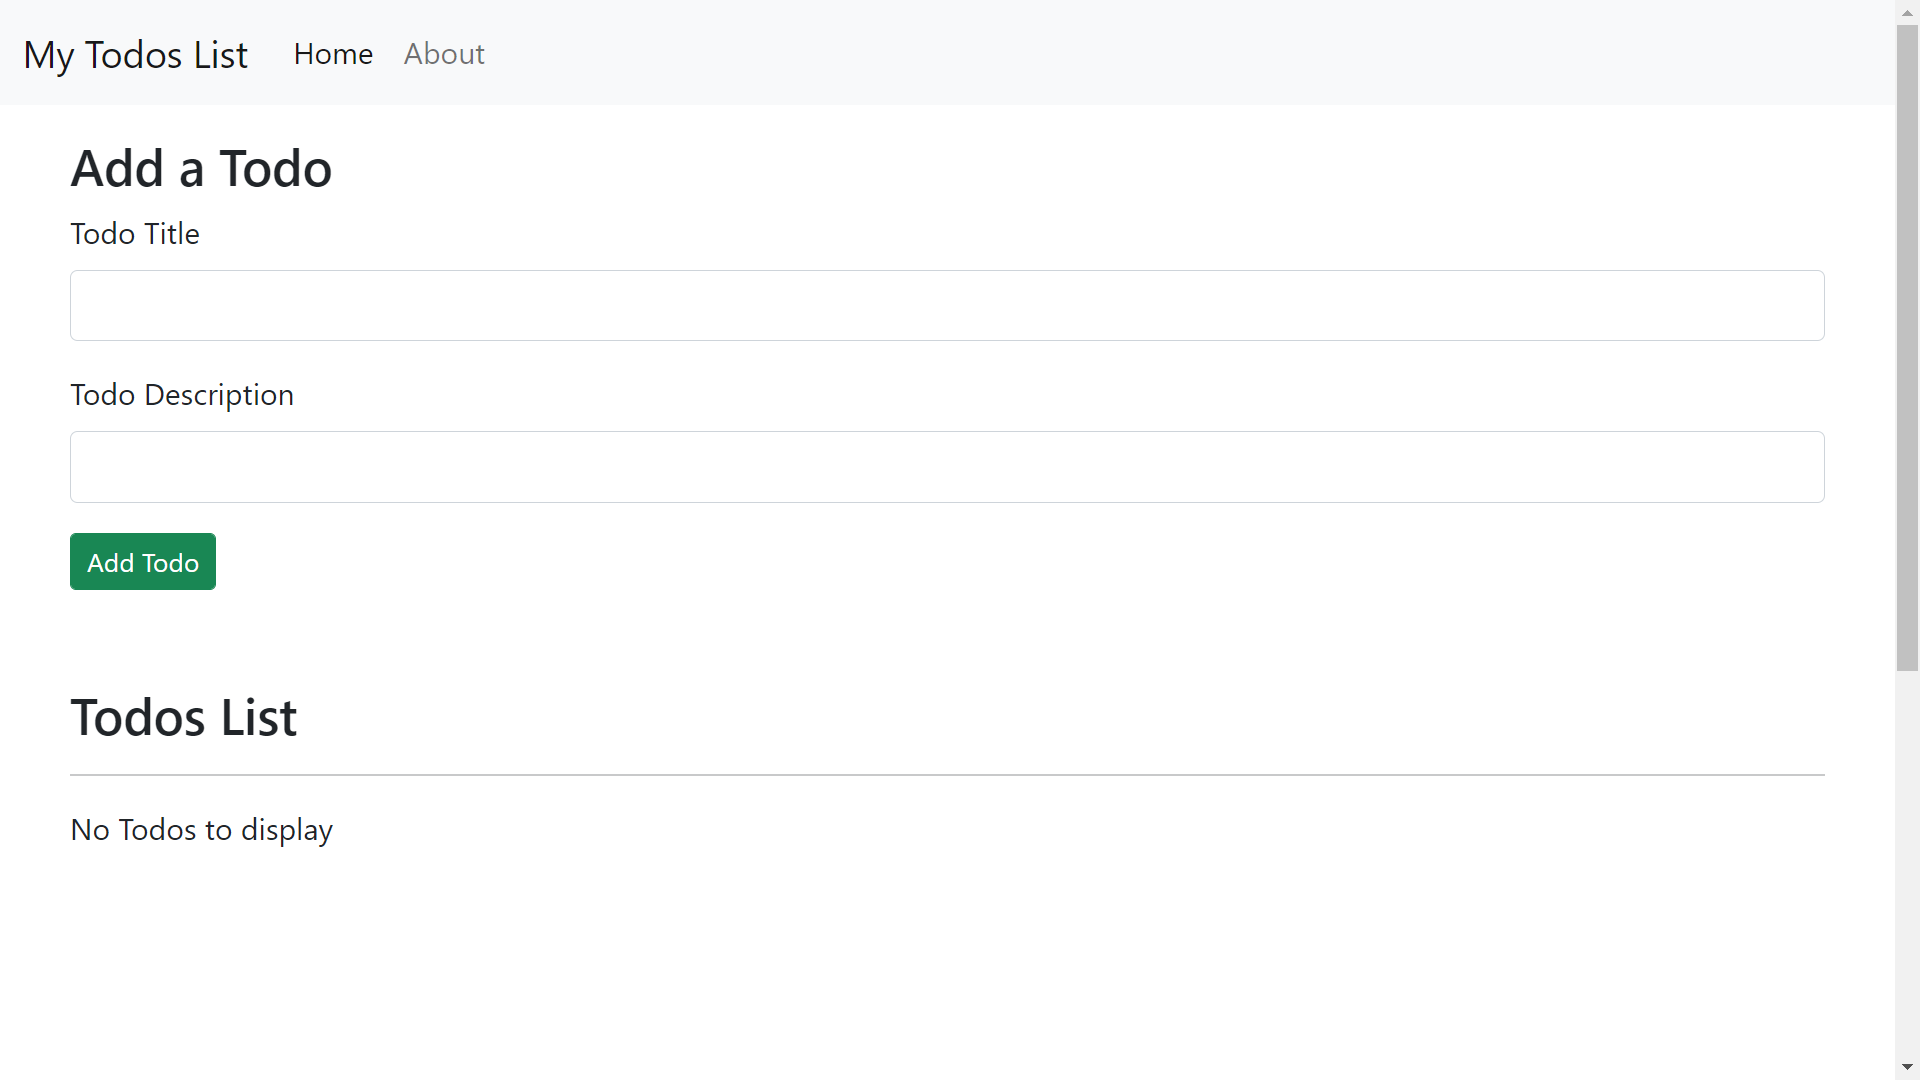 My Todos List Home About
Add a Todo
Todo Title
Todo Description
Add Todo
Todos List
No Todos to display